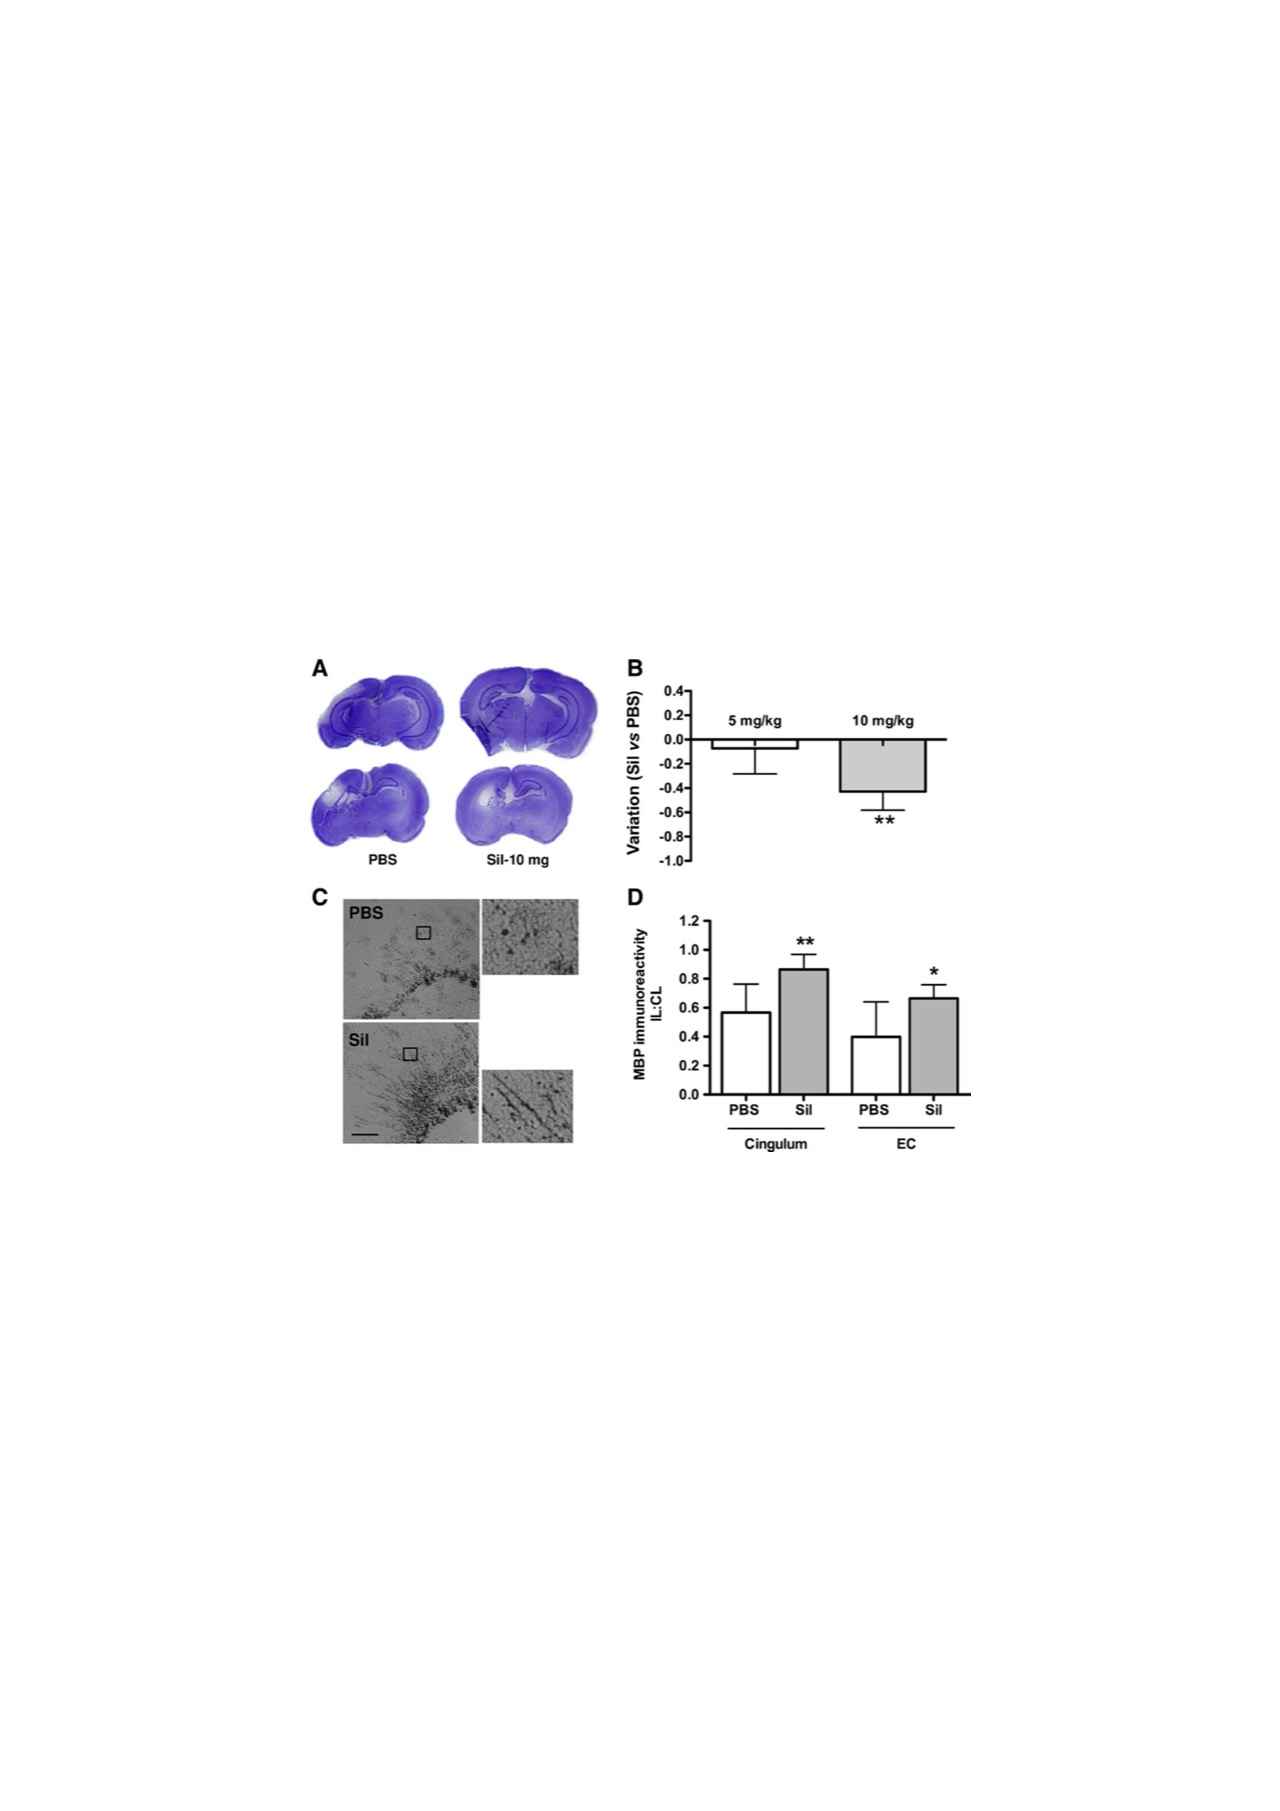 A
PBS
Sil-10 mg
B
Variation (Sil vs PBS)
0.4
0.2
0.0
-0.2
-0.4
-0.6
-0.8
-1.0
5 mg/kg
10 mg/kg
**
C
PBS
Sil
D
MBP immunoreactivity
IL:CL
1.2
1.0
0.8
0.6
0.4
0.2
0.0
**
*
PBS
Sil
PBS
Sil
Cingulum
EC